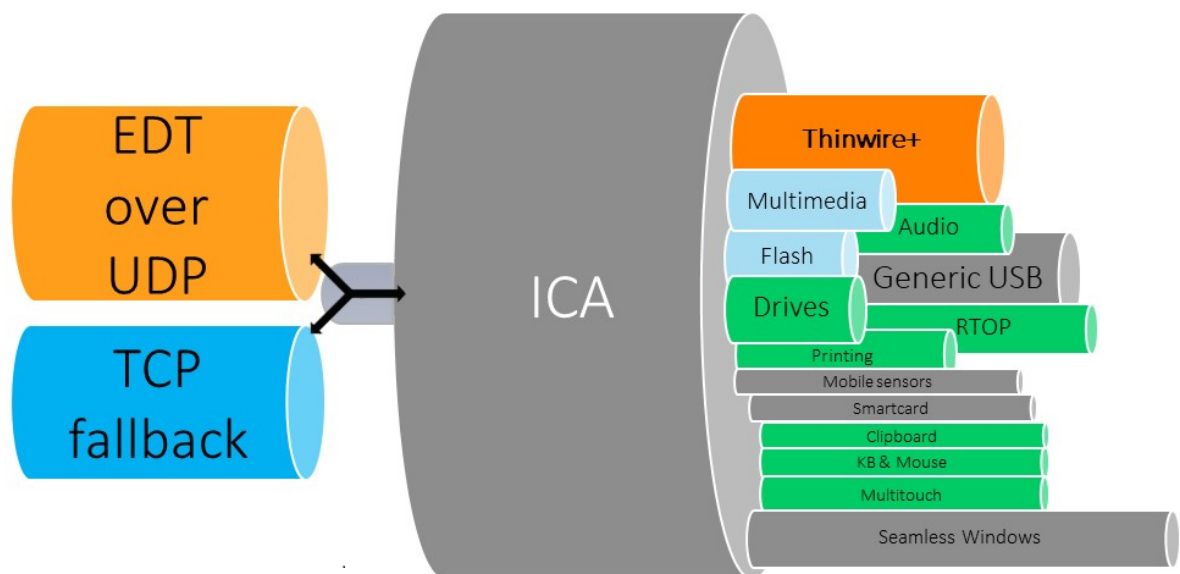 EDT
over
UDP
TCP
fallback
ICA
Thinwire+
Multimedia
Audio
Flash
Generic USB
Drives
RTOP
Printing
Mobile sensors
Smartcard
Clipboard
KB & Mouse
Multitouch
Seamless Windows